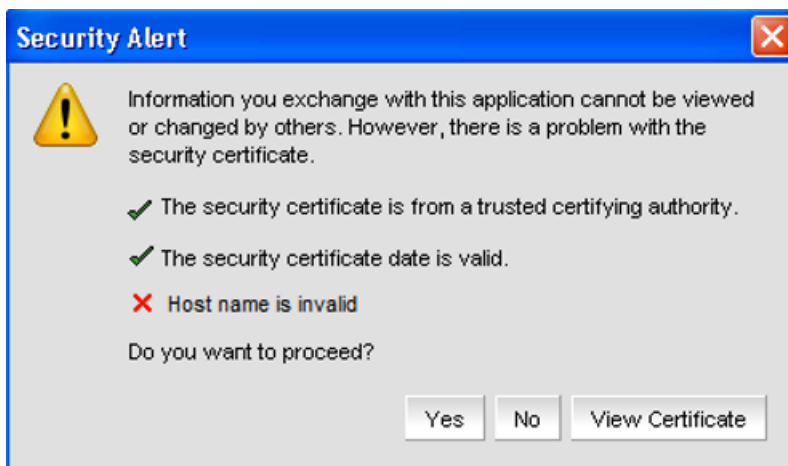 Security Alert
Information you exchange with this application cannot be viewed
or changed by others. However, there is a problem with the
security certificate.
The security certificate is from a trusted certifying authority.
The security certificate date is valid.
Host name is invalid
Do you want to proceed?
Yes No View Certificate